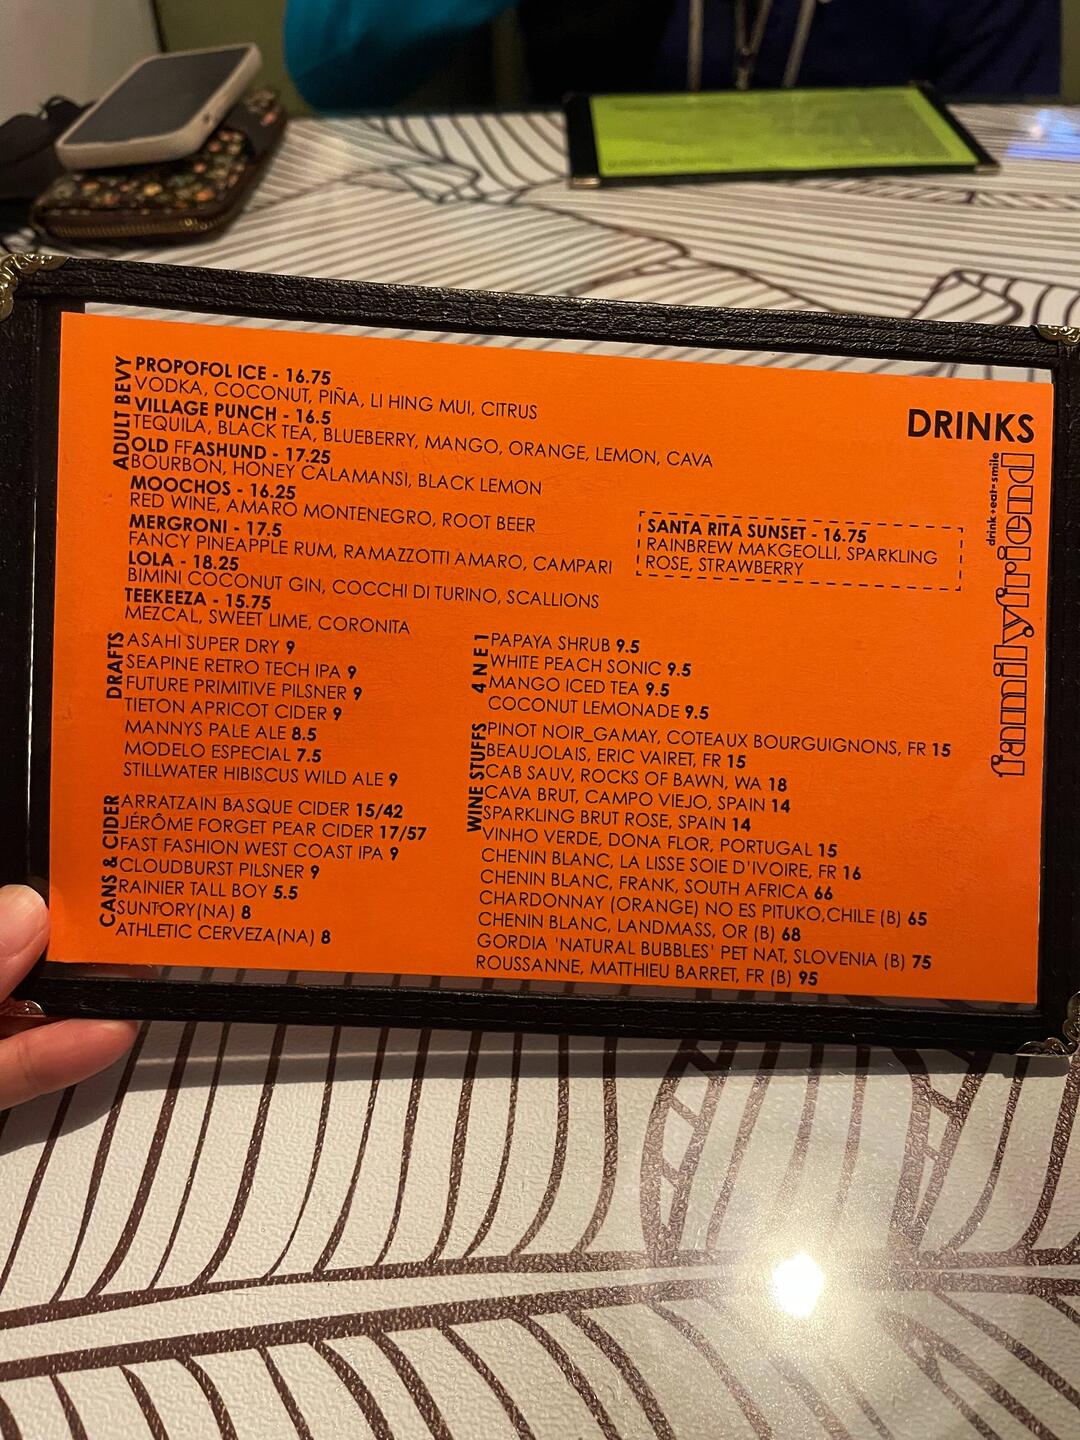 DRINKS
drink+eat=smile
familyfriend
ADULT BEVY
PROPOFOL ICE - 16.75
VODKA, COCONUT, PIÑA, LI HING MUI, CITRUS
VILLAGE PUNCH - 16.5
TEQUILA, BLACK TEA, BLUEBERRY, MANGO, ORANGE, LEMON, CAVA
OLD FFASHUND - 17.25
BOURBON, HONEY CALAMANSI, BLACK LEMON
MOOCHOS - 16.25
RED WINE, AMARO MONTENEGRO, ROOT BEER
MERGRONI - 17.5
FANCY PINEAPPLE RUM, RAMAZZOTTI AMARO, CAMPARI
LOLA - 18.25
BIMINI COCONUT GIN, COCCHI DI TURINO, SCALLIONS
TEEKEEZA - 15.75
MEZCAL, SWEET LIME, CORONITA
SANTA RITA SUNSET - 16.75
RAINBREW MAKGEOLLI, SPARKLING
ROSE, STRAWBERRY
DRAFTS
ASAHI SUPER DRY 9
SEAPINE RETRO TECH IPA 9
FUTURE PRIMITIVE PILSNER 9
TIETON APRICOT CIDER 9
MANNYS PALE ALE 8.5
MODELO ESPECIAL 7.5
STILLWATER HIBISCUS WILD ALE 9
CANS & CIDER
ARRATZAIN BASQUE CIDER 15/42
JÉRÔME FORGET PEAR CIDER 17/57
FAST FASHION WEST COAST IPA 9
CLOUDBURST PILSNER 9
RAINIER TALL BOY 5.5
SUNTORY(NA) 8
ATHLETIC CERVEZA(NA) 8
4 N E 1
PAPAYA SHRUB 9.5
WHITE PEACH SONIC 9.5
MANGO ICED TEA 9.5
COCONUT LEMONADE 9.5
WINE STUFFS
PINOT NOIR_GAMAY, COTEAUX BOURGUIGNONS, FR 15
BEAUJOLAIS, ERIC VAIRET, FR 15
CAB SAUV, ROCKS OF BAWN, WA 18
CAVA BRUT, CAMPO VIEJO, SPAIN 14
SPARKLING BRUT ROSE, SPAIN 14
VINHO VERDE, DONA FLOR, PORTUGAL 15
CHENIN BLANC, LA LISSE SOIE D'IVOIRE, FR 16
CHENIN BLANC, FRANK, SOUTH AFRICA 66
CHARDONNAY (ORANGE) NO ES PITUKO,CHILE (B) 65
CHENIN BLANC, LANDMASS, OR (B) 68
GORDIA 'NATURAL BUBBLES' PET NAT, SLOVENIA (B) 75
ROUSSANNE, MATTHIEU BARRET, FR (B) 95